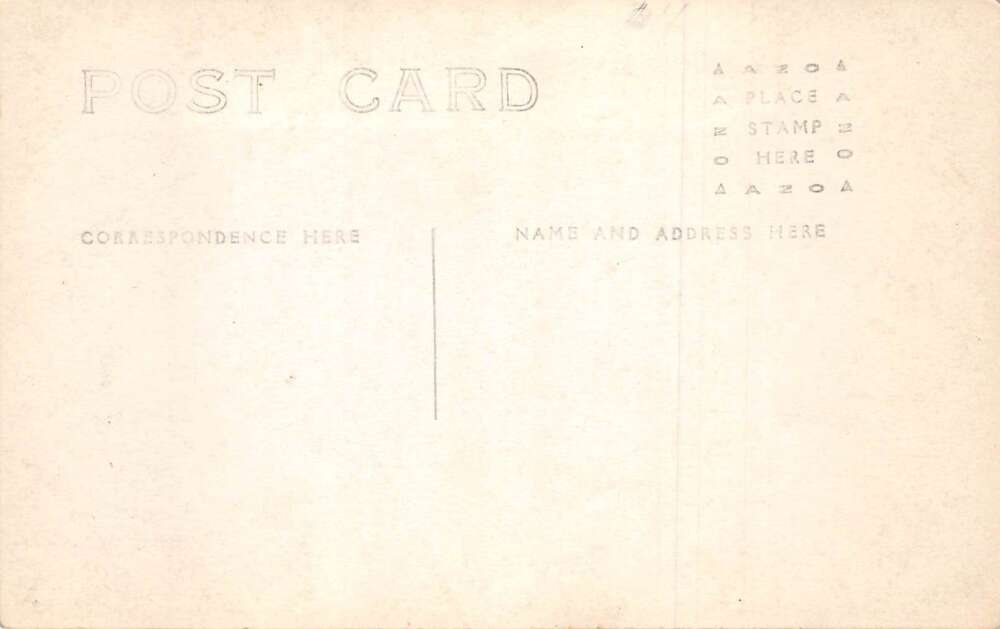 POST CARD
AZO
A PLACE A
N STAMP N
O HERE O
AZO
CORRESPONDENCE HERE
NAME AND ADDRESS HERE